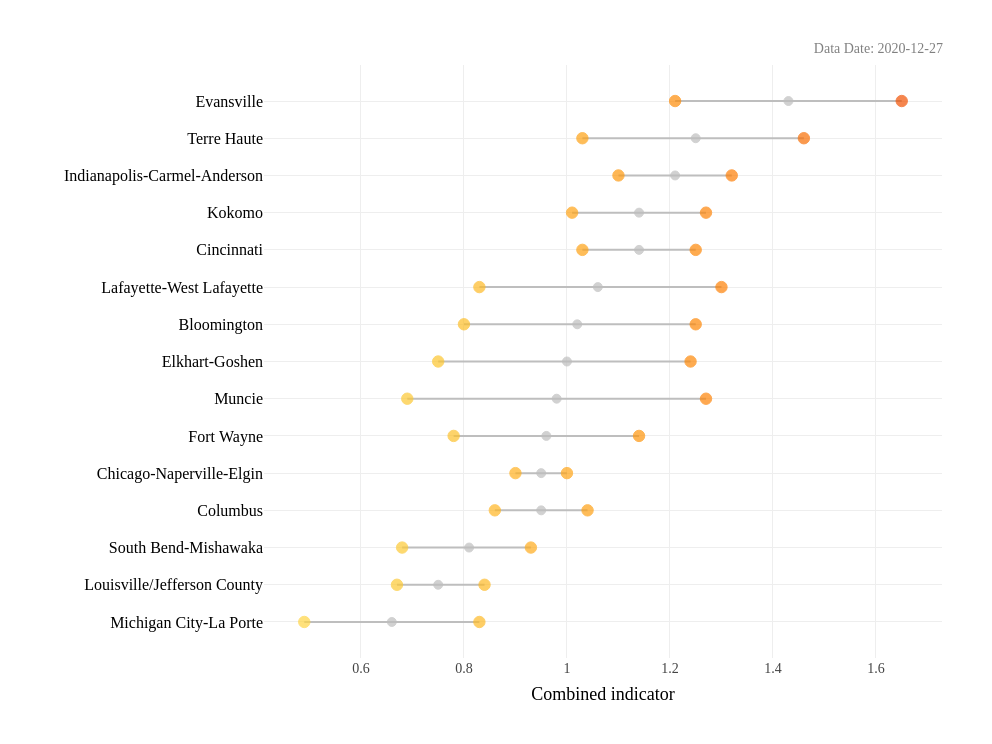 Data Date: 2020-12-27
Evansville
Terre Haute
Indianapolis-Carmel-Anderson
Kokomo
Cincinnati
Lafayette-West Lafayette
Bloomington
Elkhart-Goshen
Muncie
Fort Wayne
Chicago-Naperville-Elgin
Columbus
South Bend-Mishawaka
Louisville/Jefferson County
Michigan City-La Porte
0.6 0.8 1 1.2 1.4 1.6
Combined indicator